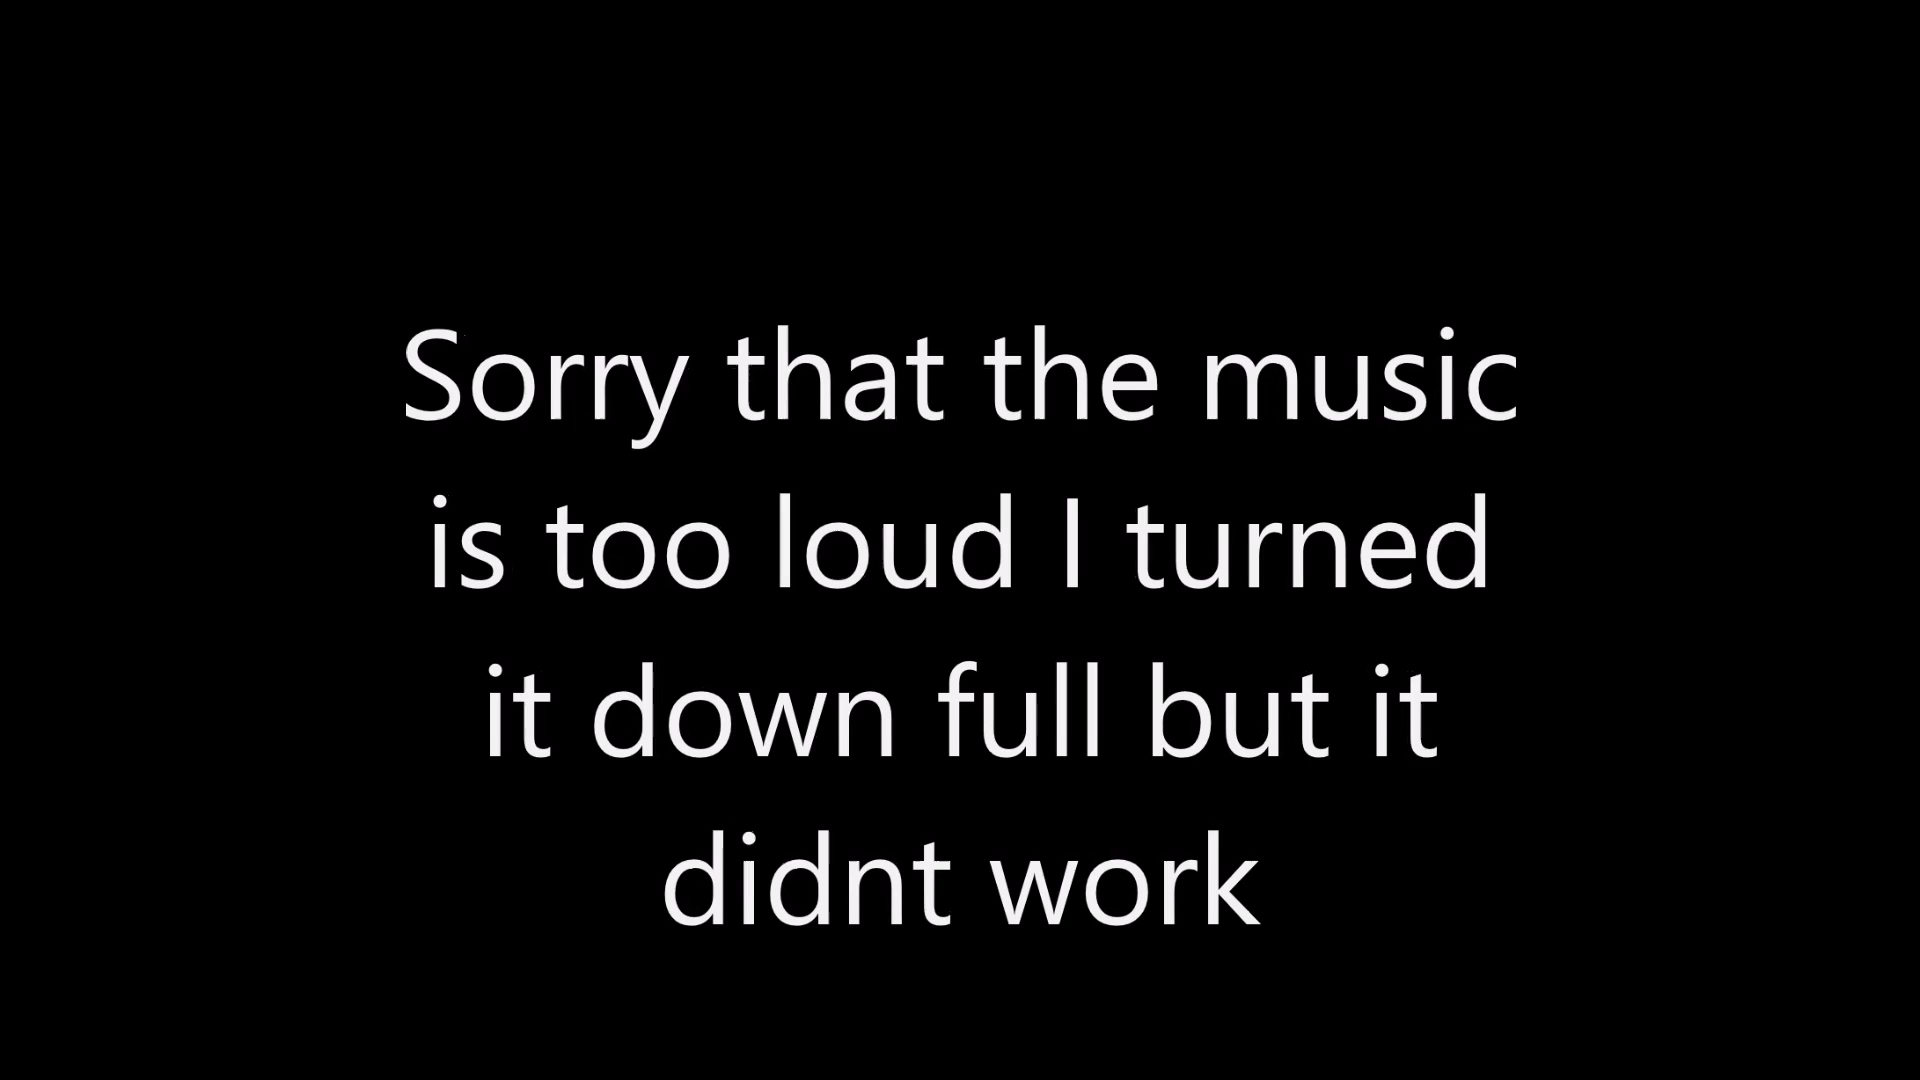 Sorry that the music
is too loud I turned
it down full but it
didnt work